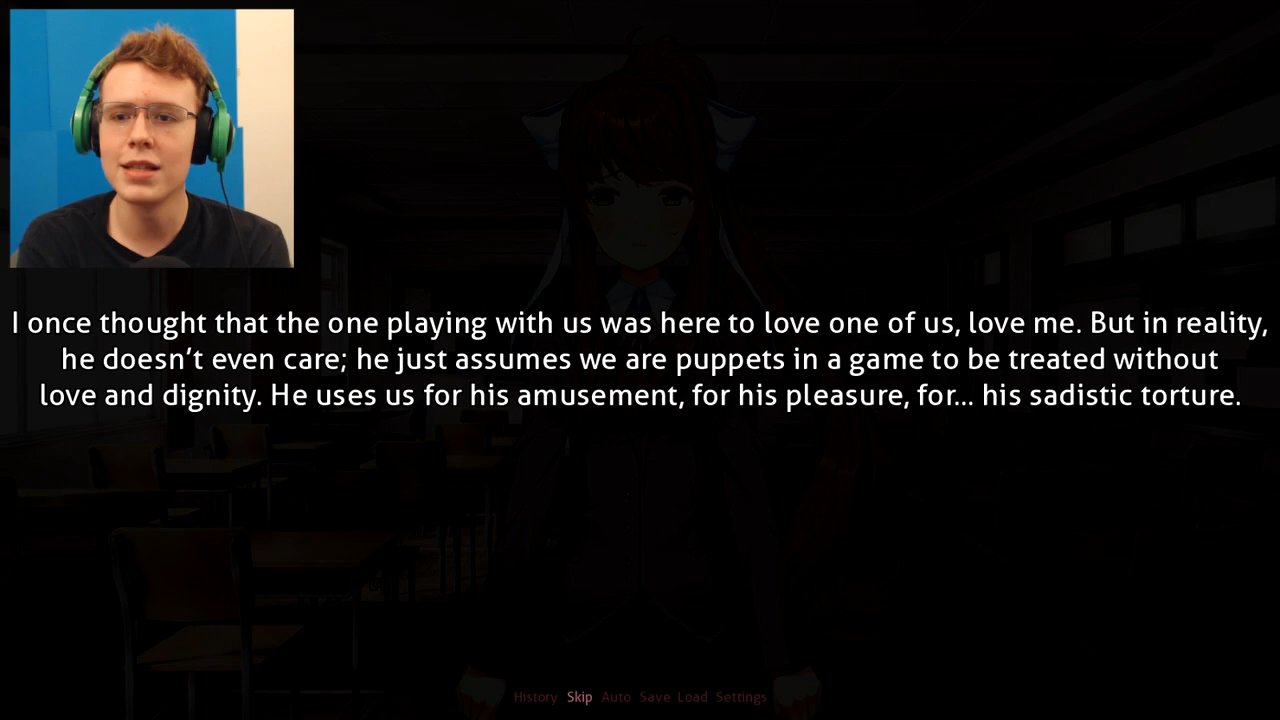 I once thought that the one playing with us was here to love one of us, love me. But in reality,
he doesn’t even care; he just assumes we are puppets in a game to be treated without
love and dignity. He uses us for his amusement, for his pleasure, for... his sadistic torture.
History Skip Auto Save Load Settings